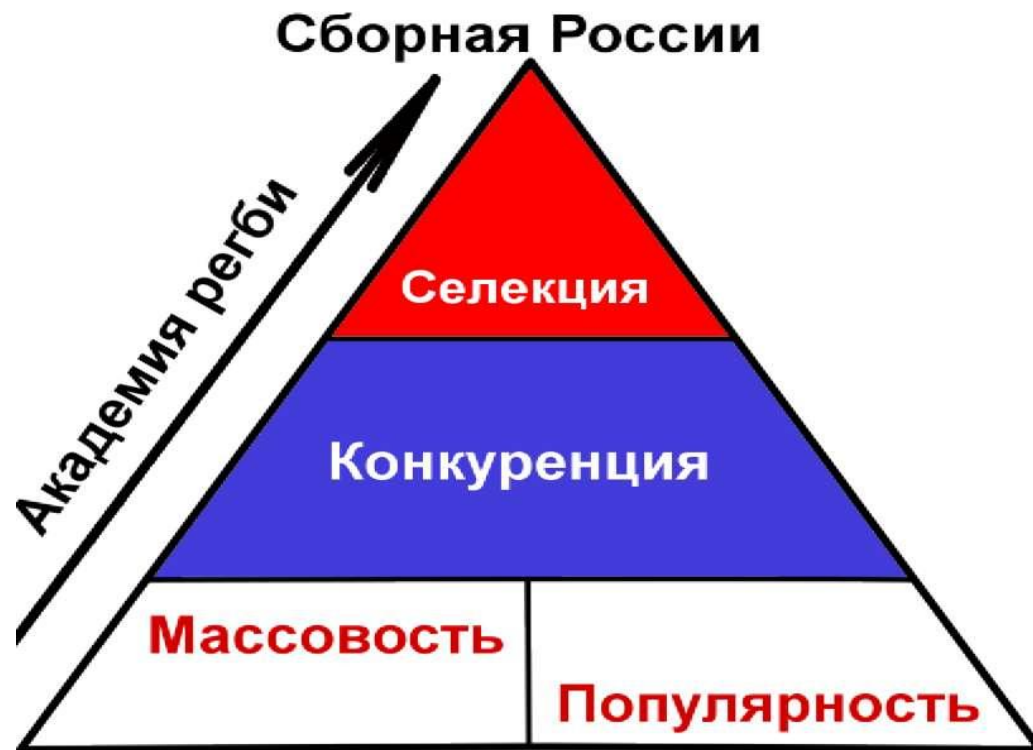 Сборная России
Академия регби
Селекция
Конкуренция
Массовость
Популярность